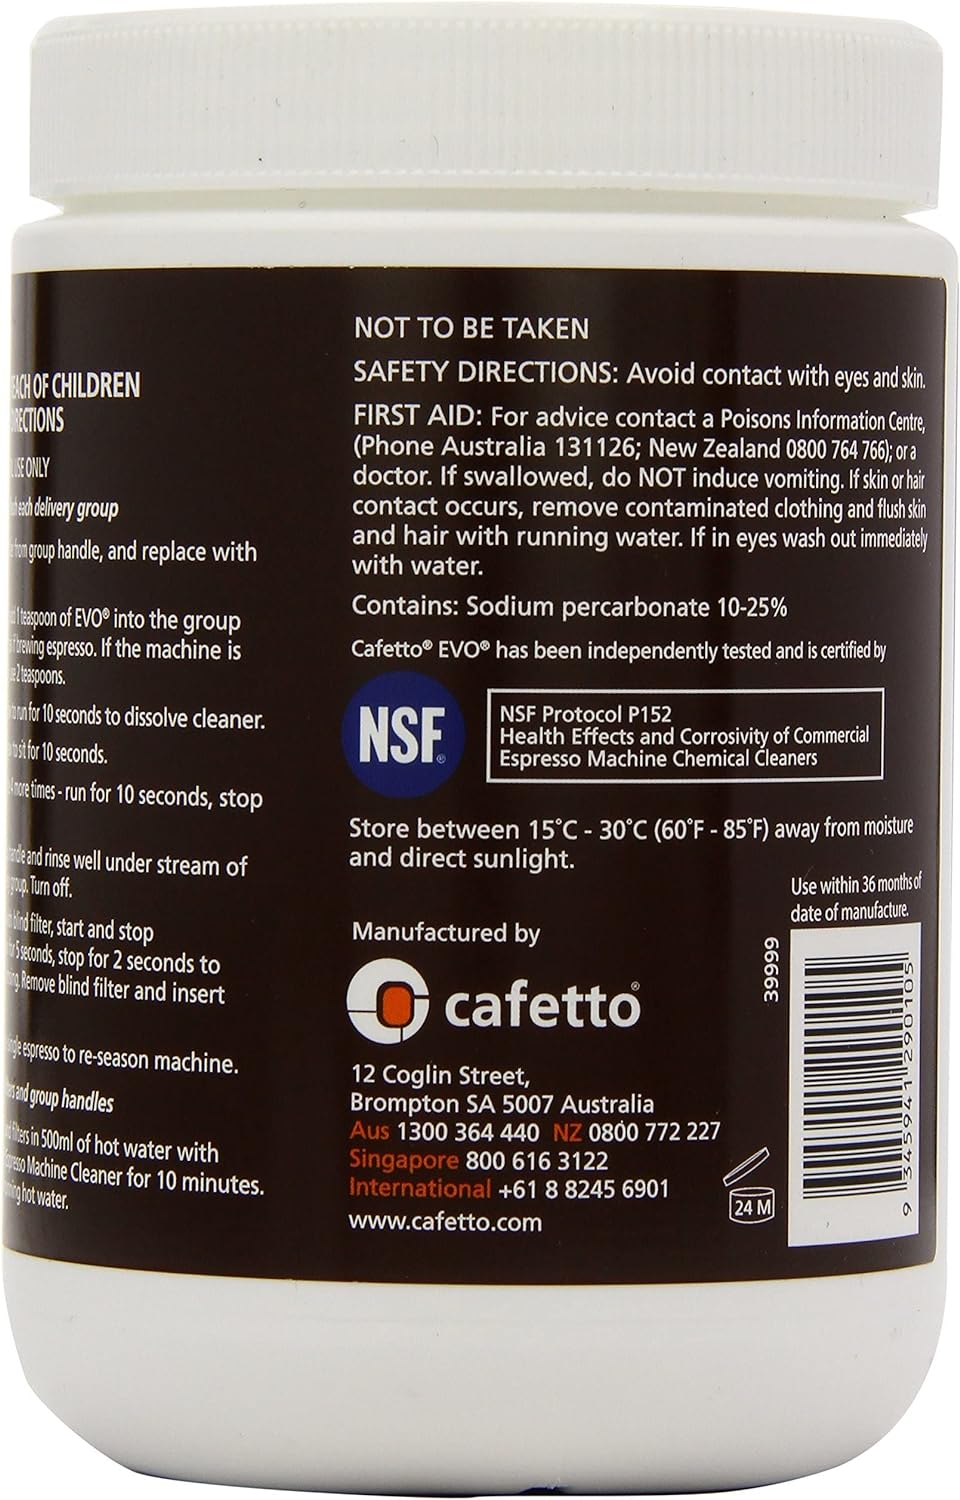 OF CHILDREN
USE ONLY
each delivery group
from group handle, and replace with
1 teaspoon of EVO® into the group
brewing espresso. If the machine is
2 teaspoons.
to run for 10 seconds to dissolve cleaner.
to sit for 10 seconds.
4 more times - run for 10 seconds, stop
and rinse well under stream of
group. Turn off.
blind filter, start and stop
5 seconds, stop for 2 seconds to
Remove blind filter and insert
espresso to re-season machine.
and group handles
filters in 500ml of hot water with
Machine Cleaner for 10 minutes.
hot water.
NOT TO BE TAKEN
SAFETY DIRECTIONS: Avoid contact with eyes and skin.
FIRST AID: For advice contact a Poisons Information Centre,
(Phone Australia 131126; New Zealand 0800 764 766); or a
doctor. If swallowed, do NOT induce vomiting. If skin or hair
contact occurs, remove contaminated clothing and flush skin
and hair with running water. If in eyes wash out immediately
with water.
Contains: Sodium percarbonate 10-25%
Cafetto® EVO® has been independently tested and is certified by
NSF®
NSF Protocol P152
Health Effects and Corrosivity of Commercial
Espresso Machine Chemical Cleaners
Store between 15°C - 30°C (60°F - 85°F) away from moisture
and direct sunlight.
Use within 36 months of
date of manufacture.
Manufactured by
cafetto®
12 Coglin Street,
Brompton SA 5007 Australia
Aus 1300 364 440 NZ 0800 772 227
Singapore 800 616 3122
International +61 8 8245 6901
www.cafetto.com
24 M
39999
9 345941 290105